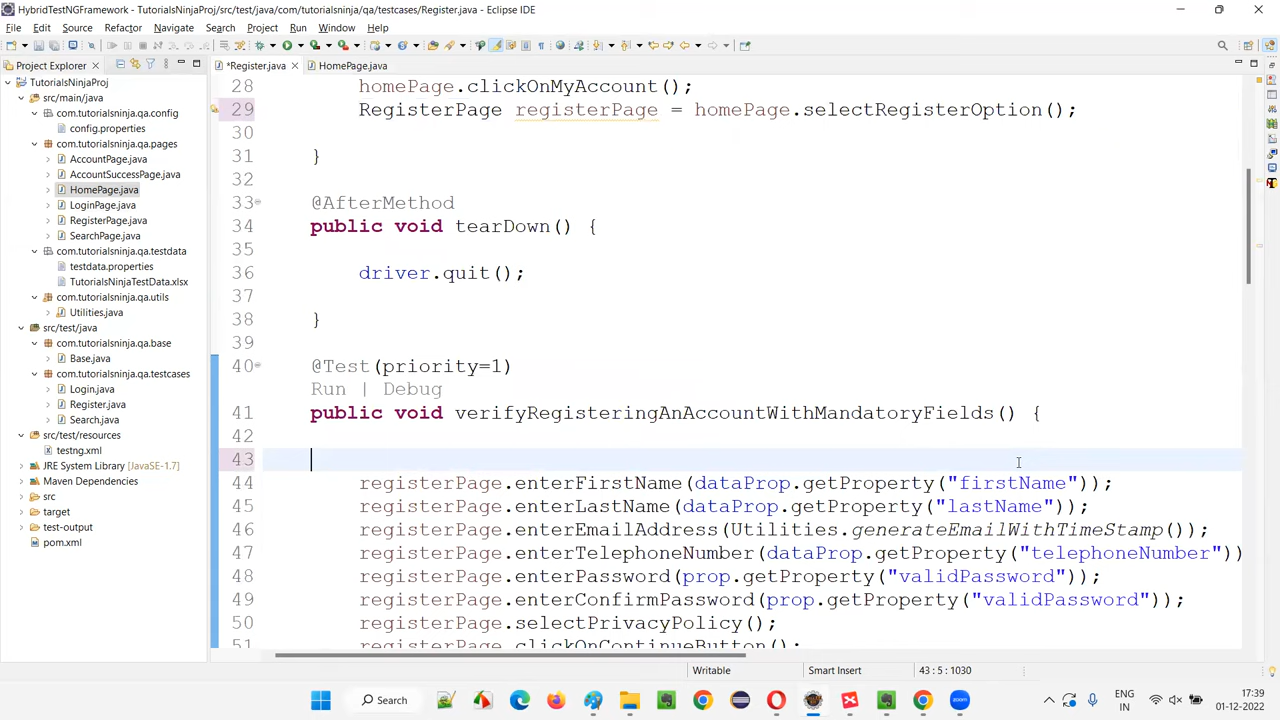 HybridTestNGFramework - TutorialsNinjaProj/src/test/java/com/tutorialsninja/qa/testcases/Register.java - Eclipse IDE
File Edit Source Refactor Navigate Search Project Run Window Help
Project Explorer
*Register.java
HomePage.java
TutorialsNinjaProj
src/main/java
com.tutorialsninja.qa.config
config.properties
com.tutorialsninja.qa.pages
AccountPage.java
AccountSuccessPage.java
HomePage.java
LoginPage.java
RegisterPage.java
SearchPage.java
com.tutorialsninja.qa.testdata
testdata.properties
TutorialsNinjaTestData.xlsx
com.tutorialsninja.qa.utils
Utilities.java
src/test/java
com.tutorialsninja.qa.base
Base.java
com.tutorialsninja.qa.testcases
Login.java
Register.java
Search.java
src/test/resources
testng.xml
JRE System Library [JavaSE-1.7]
Maven Dependencies
src
target
test-output
pom.xml
28 homePage.clickOnMyAccount();
29 RegisterPage registerPage = homePage.selectRegisterOption();
30
31 }
32
33 @AfterMethod
34 public void tearDown() {
35
36 driver.quit();
37
38 }
39
40 @Test(priority=1)
Run | Debug
41 public void verifyRegisteringAnAccountWithMandatoryFields() {
42
43
44 registerPage.enterFirstName(dataProp.getProperty("firstName"));
45 registerPage.enterLastName(dataProp.getProperty("lastName"));
46 registerPage.enterEmailAddress(Utilities.generateEmailWithTimeStamp());
47 registerPage.enterTelephoneNumber(dataProp.getProperty("telephoneNumber"))
48 registerPage.enterPassword(prop.getProperty("validPassword"));
49 registerPage.enterConfirmPassword(prop.getProperty("validPassword"));
50 registerPage.selectPrivacyPolicy();
51 registerPage.clickOnContinueButton();
Writable Smart Insert 43 : 5 : 1030
Search
ENG
IN
17:39
01-12-2022